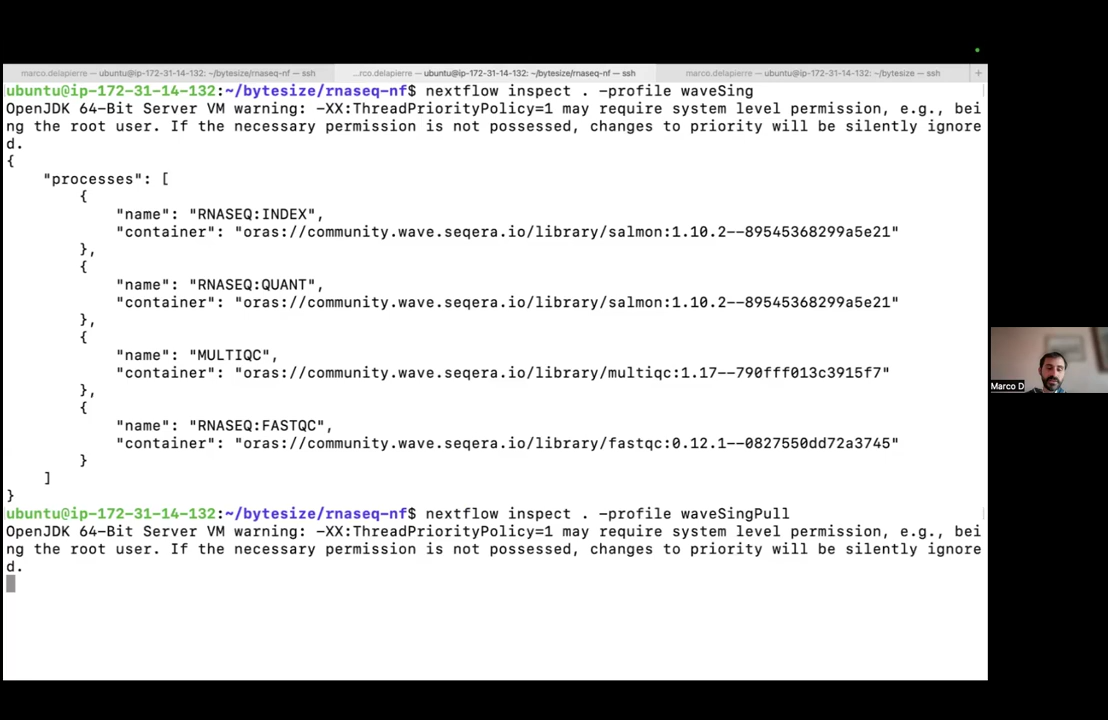 marco.delapierre — ubuntu@ip-172-31-14-132: ~/bytesize/rnaseq-nf — ssh
...rco.delapierre — ubuntu@ip-172-31-14-132: ~/bytesize/rnaseq-nf — ssh
marco.delapierre — ubuntu@ip-172-31-14-132: ~/bytesize — ssh
+
ubuntu@ip-172-31-14-132:~/bytesize/rnaseq-nf$ nextflow inspect . -profile waveSing
OpenJDK 64-Bit Server VM warning: -XX:ThreadPriorityPolicy=1 may require system level permission, e.g., bei
ng the root user. If the necessary permission is not possessed, changes to priority will be silently ignore
d.
{
    "processes": [
        {
            "name": "RNASEQ:INDEX",
            "container": "oras://community.wave.seqera.io/library/salmon:1.10.2--89545368299a5e21"
        },
        {
            "name": "RNASEQ:QUANT",
            "container": "oras://community.wave.seqera.io/library/salmon:1.10.2--89545368299a5e21"
        },
        {
            "name": "MULTIQC",
            "container": "oras://community.wave.seqera.io/library/multiqc:1.17--790fff013c3915f7"
        },
        {
            "name": "RNASEQ:FASTQC",
            "container": "oras://community.wave.seqera.io/library/fastqc:0.12.1--0827550dd72a3745"
        }
    ]
}
ubuntu@ip-172-31-14-132:~/bytesize/rnaseq-nf$ nextflow inspect . -profile waveSingPull
OpenJDK 64-Bit Server VM warning: -XX:ThreadPriorityPolicy=1 may require system level permission, e.g., bei
ng the root user. If the necessary permission is not possessed, changes to priority will be silently ignore
d.
Marco D